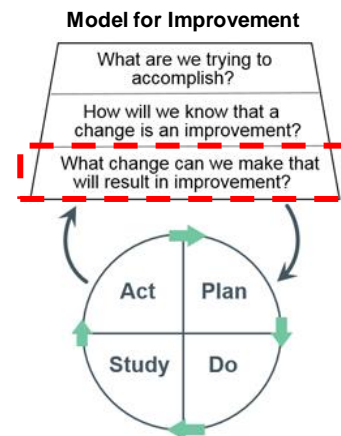 Model for Improvement
What are we trying to
accomplish?
How will we know that a
change is an improvement?
What change can we make that
will result in improvement?
Act
Plan
Study
Do